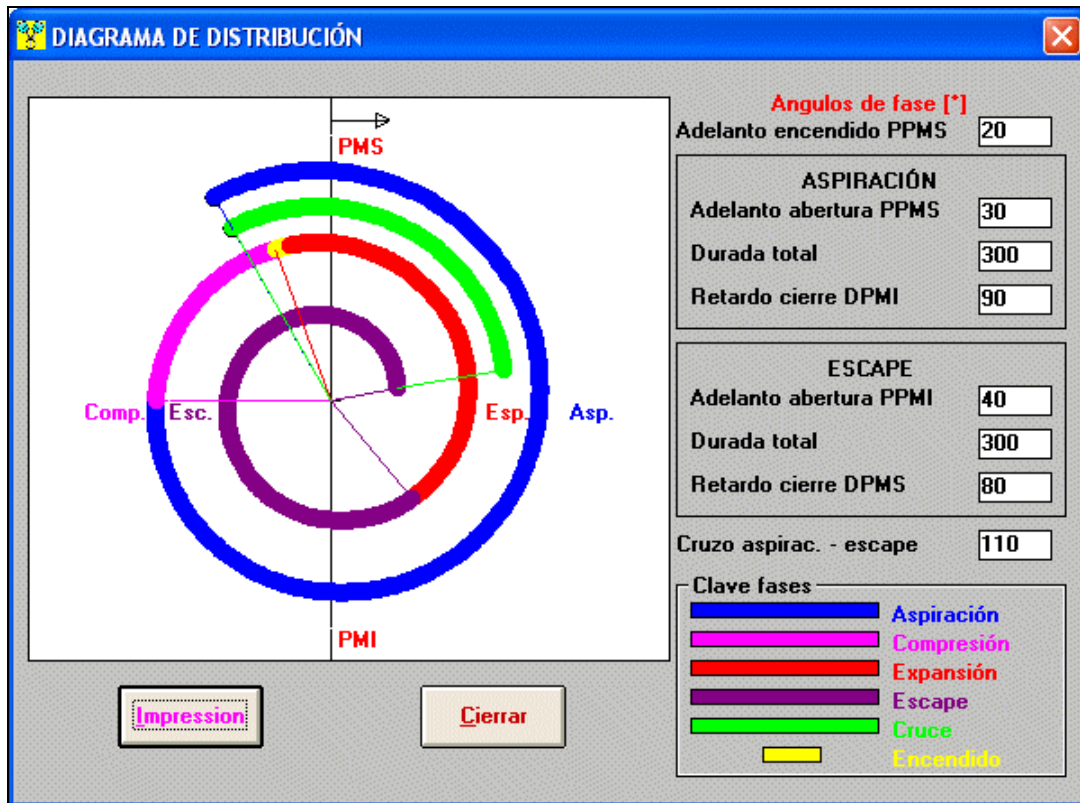 DIAGRAMA DE DISTRIBUCIÓN
PMS
Comp.
Esc.
Esp.
Asp.
PMI
Impression
Cierrar
Angulos de fase [°]
Adelanto encendido PPMS 20
ASPIRACIÓN
Adelanto abertura PPMS 30
Durada total 300
Retardo cierre DPMI 90
ESCAPE
Adelanto abertura PPMI 40
Durada total 300
Retardo cierre DPMS 80
Cruzo aspirac. - escape 110
Clave fases
Aspiración
Compresión
Expansión
Escape
Cruce
Encendido